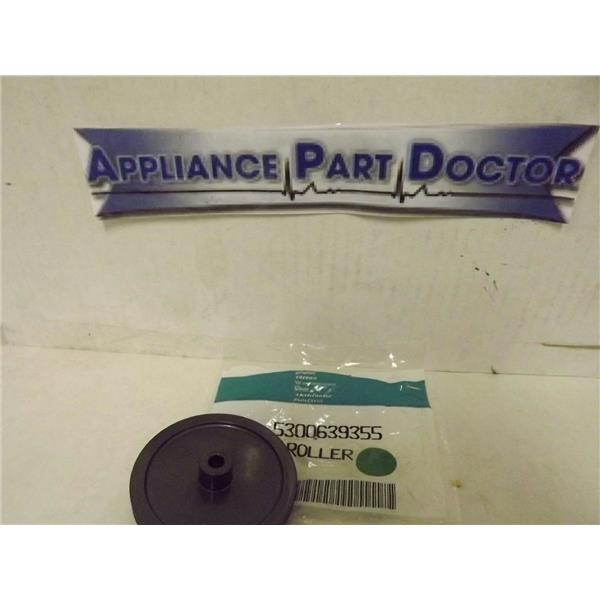 APPLIANCE PART DOCTOR
5300639355
ROLLER